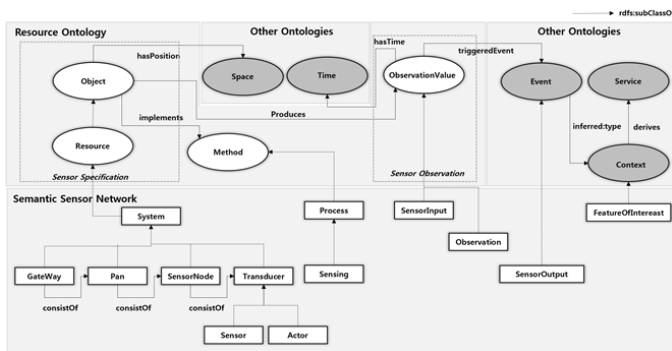 rdfs:subClassO
Resource Ontology
Other Ontologies
hasTime
Other Ontologies
hasPosition
triggeredEvent
Object
Space
Time
ObservationValue
Event
Service
Produces
implements
inferred:type
derives
Resource
Method
Context
Sensor Specification
Sensor Observation
Semantic Sensor Network
System
Process
SensorInput
FeatureOfIntereast
Observation
GateWay
Pan
SensorNode
Transducer
Sensing
SensorOutput
consistOf
consistOf
consistOf
Sensor
Actor